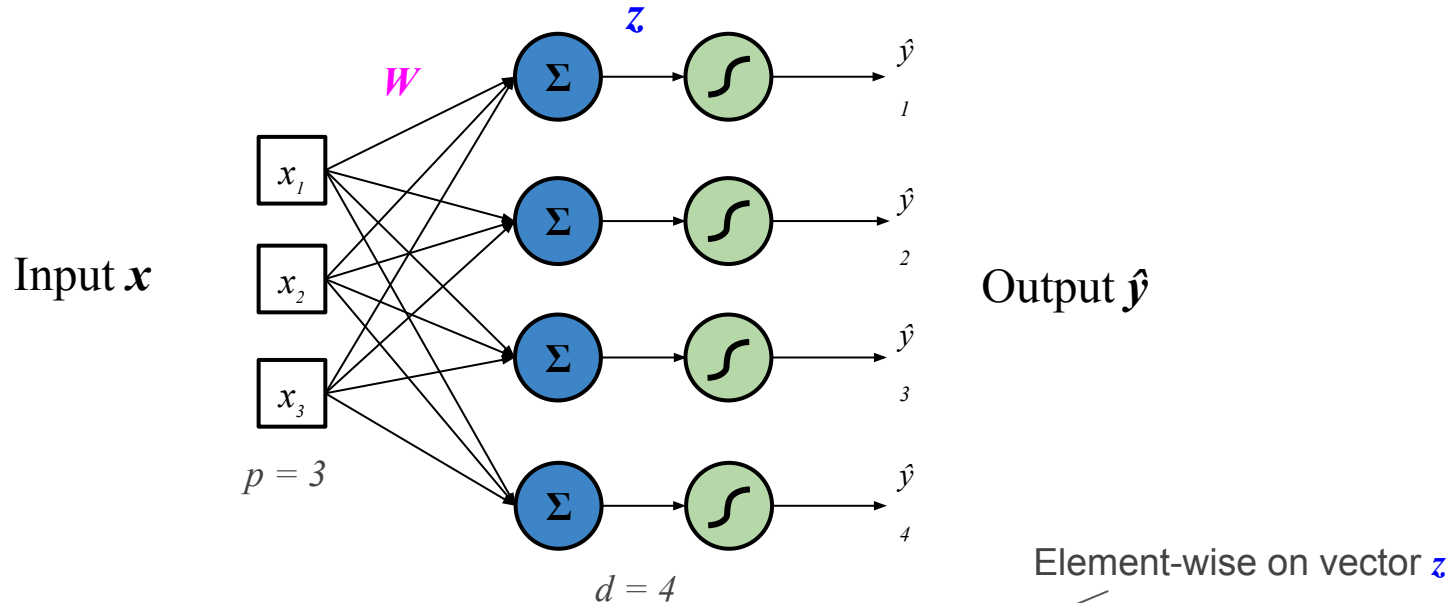 z
W
Σ
ŷ
1
x1
Σ
ŷ
2
Input x
x2
Output ŷ
Σ
ŷ
3
x3
p = 3
Σ
ŷ
4
Element-wise on vector z
d = 4